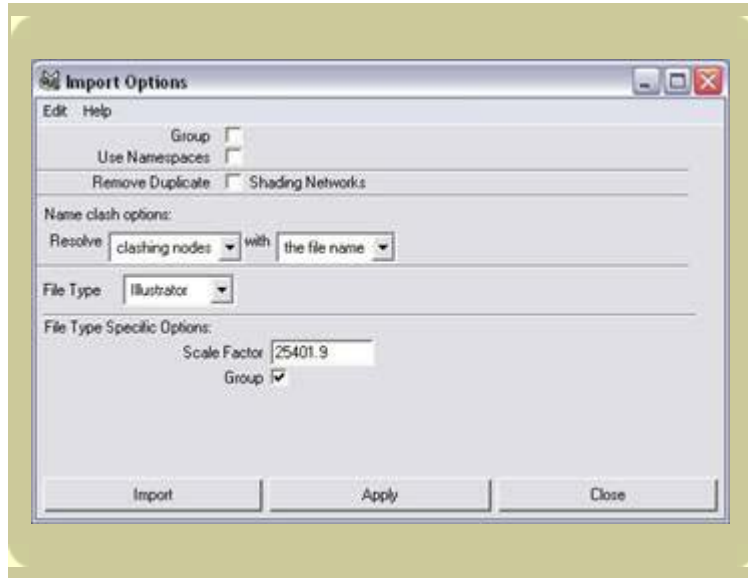 Import Options
Edit Help
Group
Use Namespaces
Remove Duplicate Shading Networks
Name clash options:
Resolve clashing nodes with the file name
File Type Illustrator
File Type Specific Options:
Scale Factor 25401.9
Group
Import Apply Close